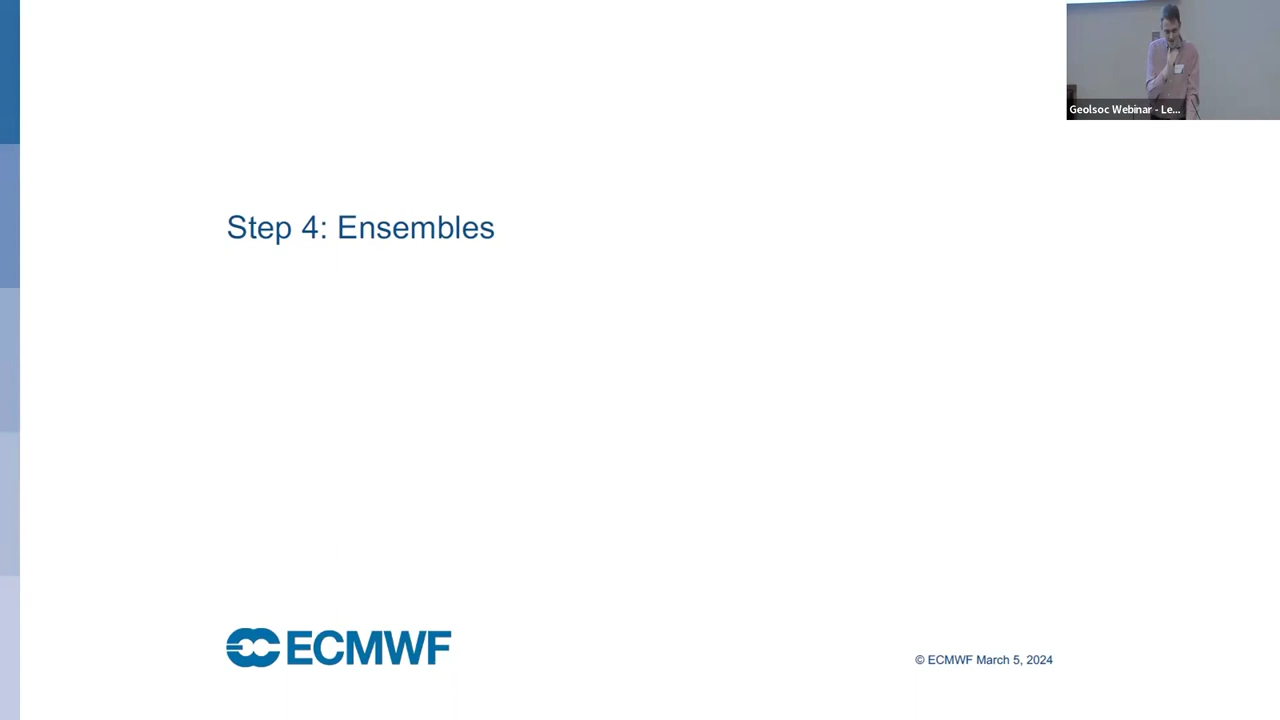 Geolsoc Webinar - Le...
Step 4: Ensembles
ECMWF
© ECMWF March 5, 2024